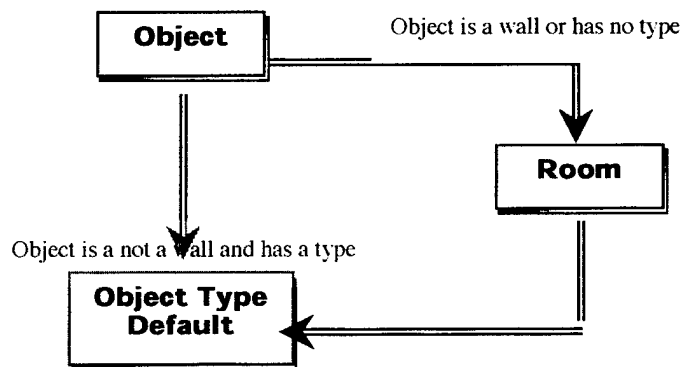 Object
Object is a wall or has no type
Room
Object is a not a wall and has a type
Object Type
Default